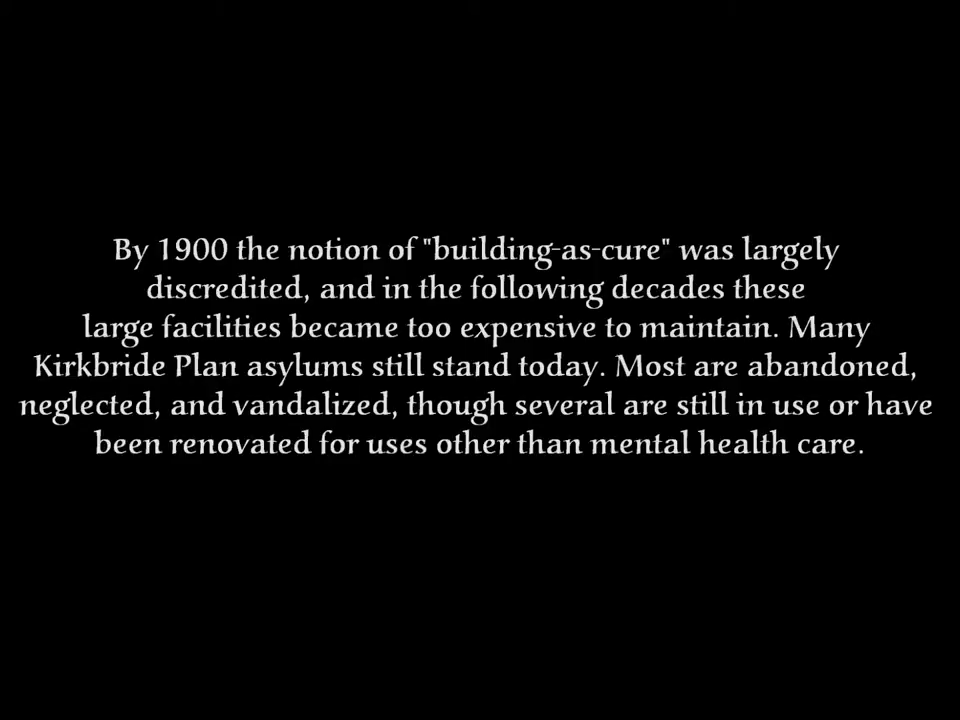 By 1900 the notion of "building-as-cure" was largely
discredited, and in the following decades these
large facilities became too expensive to maintain. Many
Kirkbride Plan asylums still stand today. Most are abandoned,
neglected, and vandalized, though several are still in use or have
been renovated for uses other than mental health care.